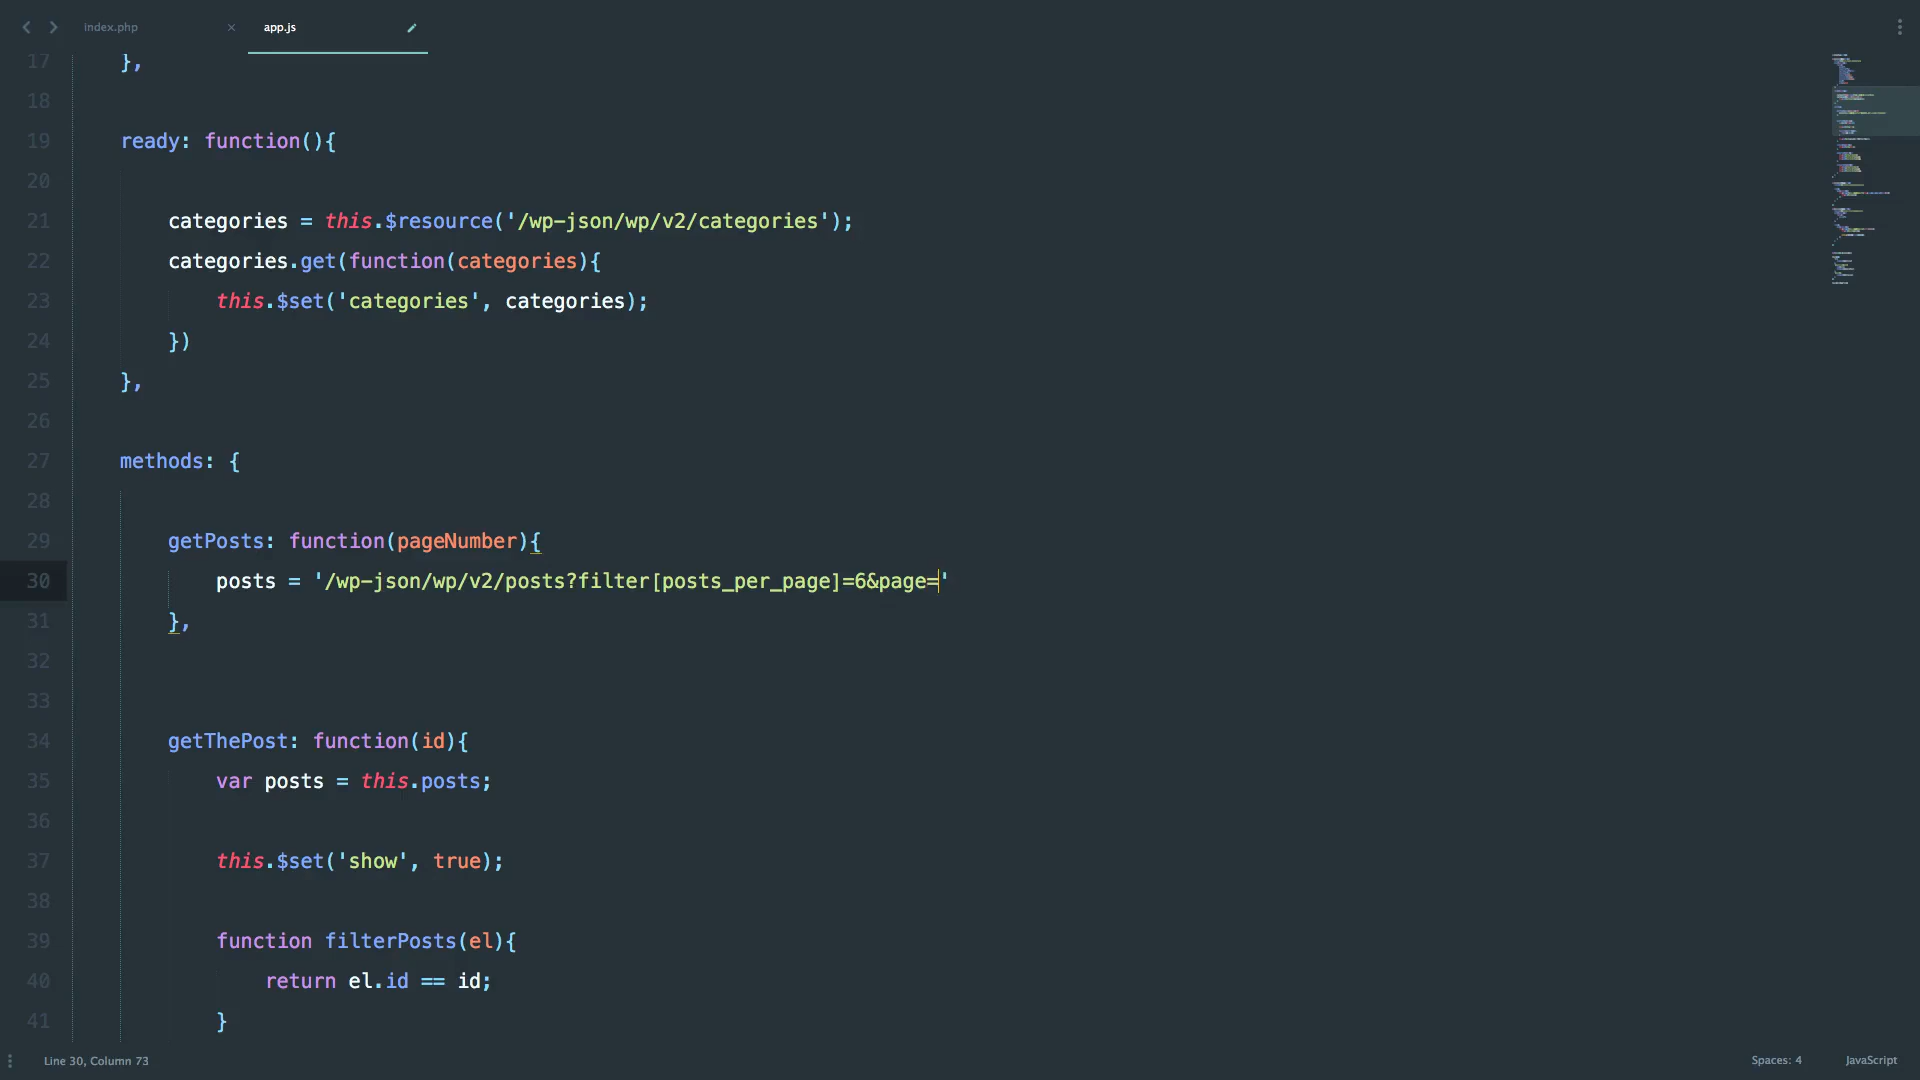 index.php
app.js
17 },
18
19 ready: function(){
20
21 categories = this.$resource('/wp-json/wp/v2/categories');
22 categories.get(function(categories){
23 this.$set('categories', categories);
24 })
25 },
26
27 methods: {
28
29 getPosts: function(pageNumber){
30 posts = '/wp-json/wp/v2/posts?filter[posts_per_page]=6&page='
31 },
32
33
34 getThePost: function(id){
35 var posts = this.posts;
36
37 this.$set('show', true);
38
39 function filterPosts(el){
40 return el.id == id;
41 }
Line 30, Column 73
Spaces: 4
JavaScript